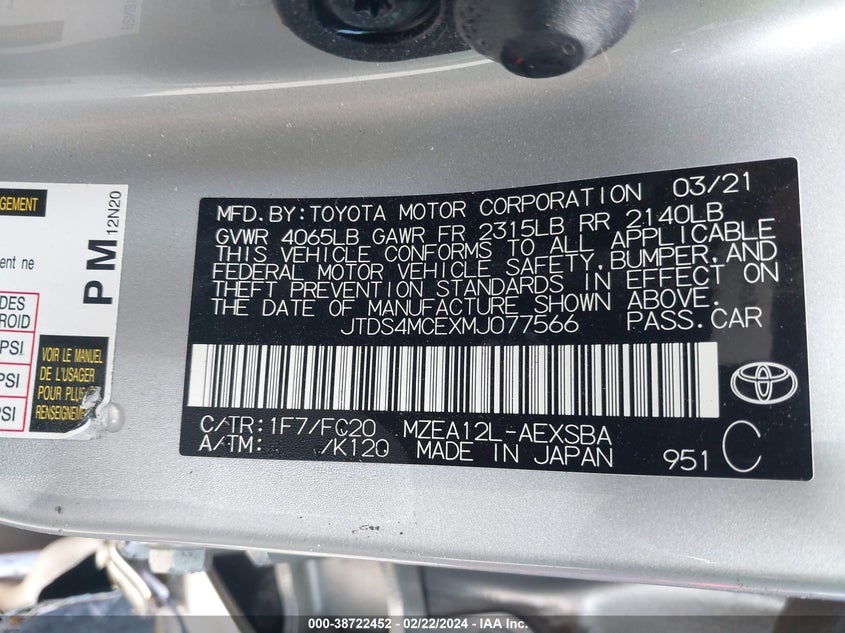 GEMENT
ent ne
DES
ROID
PSI
PSI
PSI
VOIR LE MANUEL
DE L'USAGER
POUR PLUS
RENSEIGNEME
PM
12N20
MFD.BY:TOYOTA MOTOR CORPORATION 03/21
GVWR 4065LB GAWR FR 2315LB RR 2140LB
THIS VEHICLE CONFORMS TO ALL APPLICABLE
FEDERAL MOTOR VEHICLE SAFETY,BUMPER,AND
THEFT PREVENTION STANDARDS IN EFFECT ON
THE DATE OF MANUFACTURE SHOWN ABOVE.
JTDS4MCEXMJ077566 PASS.CAR
C/TR:1F7/FC20 MZEA12L-AEXSBA
A/TM: /K120 MADE IN JAPAN 951 C
000-38722452 - 02/22/2024 - IAA Inc.